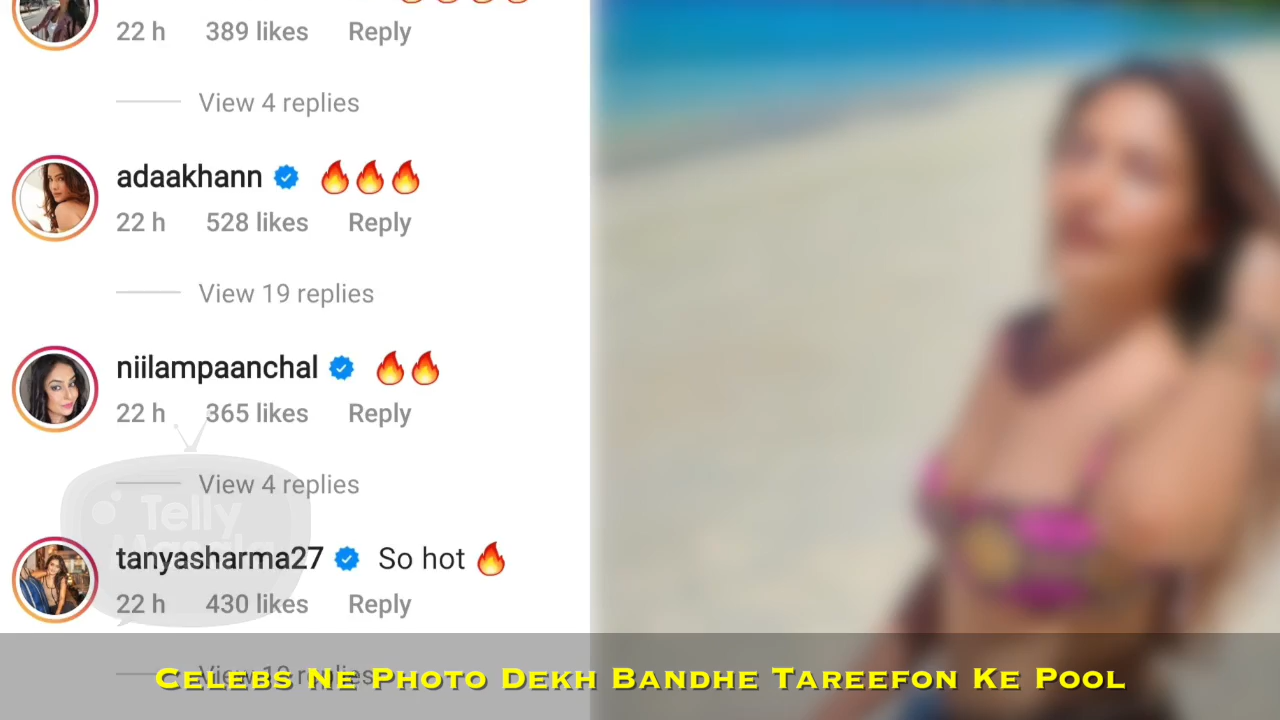 22 h 389 likes Reply
View 4 replies
adaakhann 🔥🔥🔥
22 h 528 likes Reply
View 19 replies
niilampaanchal 🔥🔥
22 h 365 likes Reply
View 4 replies
Telly
tanyasharma27 So hot 🔥
22 h 430 likes Reply
Celebs Ne Photo Dekh Bandhe Tareefon Ke Pool